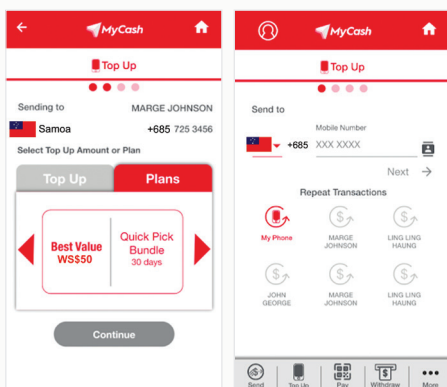 MyCash
Top Up
Sending to MARGE JOHNSON
Samoa +685 725 3456
Select Top Up Amount or Plan
Top Up Plans
Best Value
WS$50
Quick Pick
Bundle
30 days
Continue
MyCash
Top Up
Send to
Mobile Number
+685 XXX XXXX
Next
Repeat Transactions
My Phone
MARGE
JOHNSON
LING LING
HAUNG
JOHN
GEORGE
MARGE
JOHNSON
LING LING
HAUNG
Send Top Up Pay Withdraw More